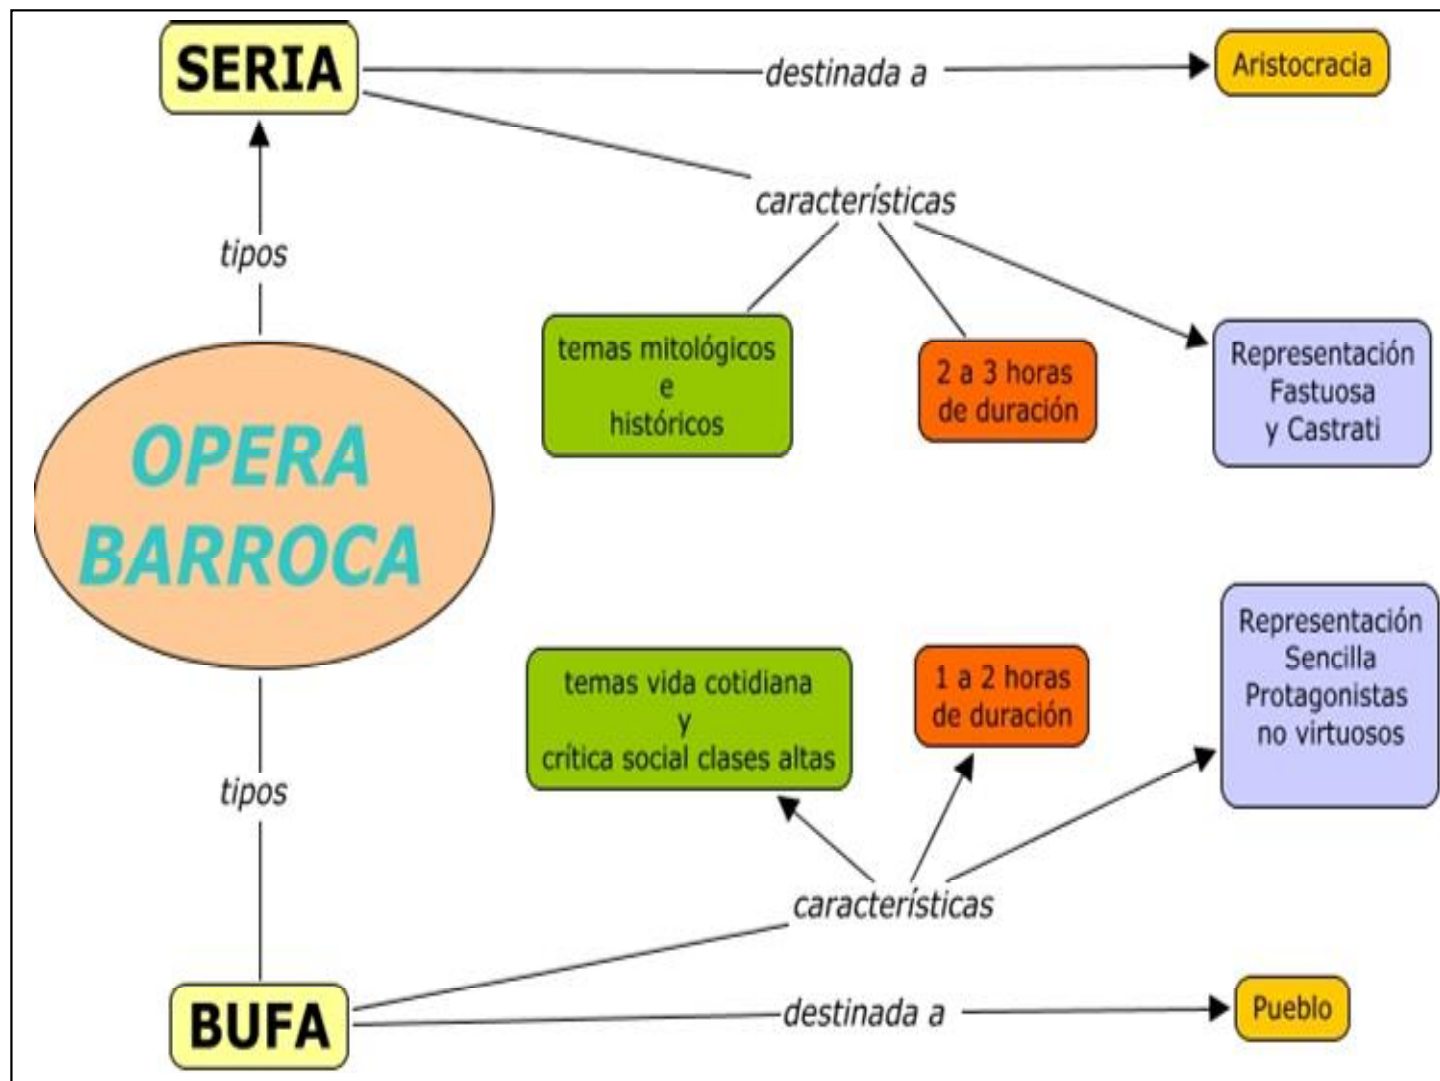 SERIA
destinada a
Aristocracia
características
tipos
temas mitológicos
e
históricos
2 a 3 horas
de duración
Representación
Fastuosa
y Castrati
OPERA
BARROCA
temas vida cotidiana
y
crítica social clases altas
1 a 2 horas
de duración
Representación
Sencilla
Protagonistas
no virtuosos
tipos
características
BUFA
destinada a
Pueblo